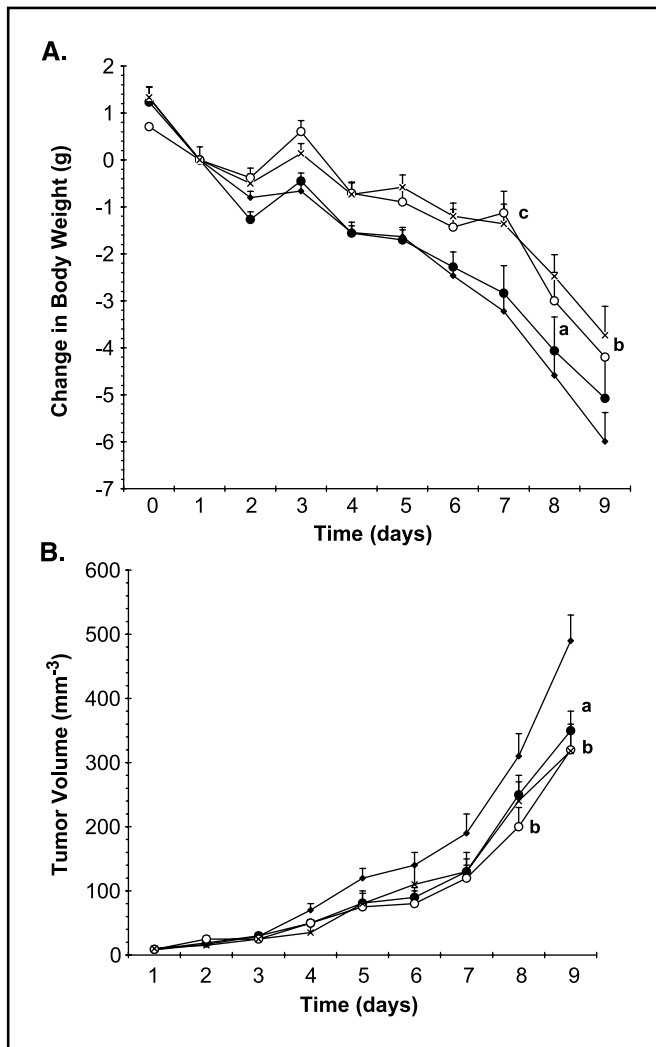 A.
Change in Body Weight (g)
2
1
0
-1
-2
-3
-4
-5
-6
-7
c
a
b
0 1 2 3 4 5 6 7 8 9
Time (days)
B.
Tumor Volume (mm-3)
600
500
400
300
200
100
0
a
b
b
1 2 3 4 5 6 7 8 9
Time (days)